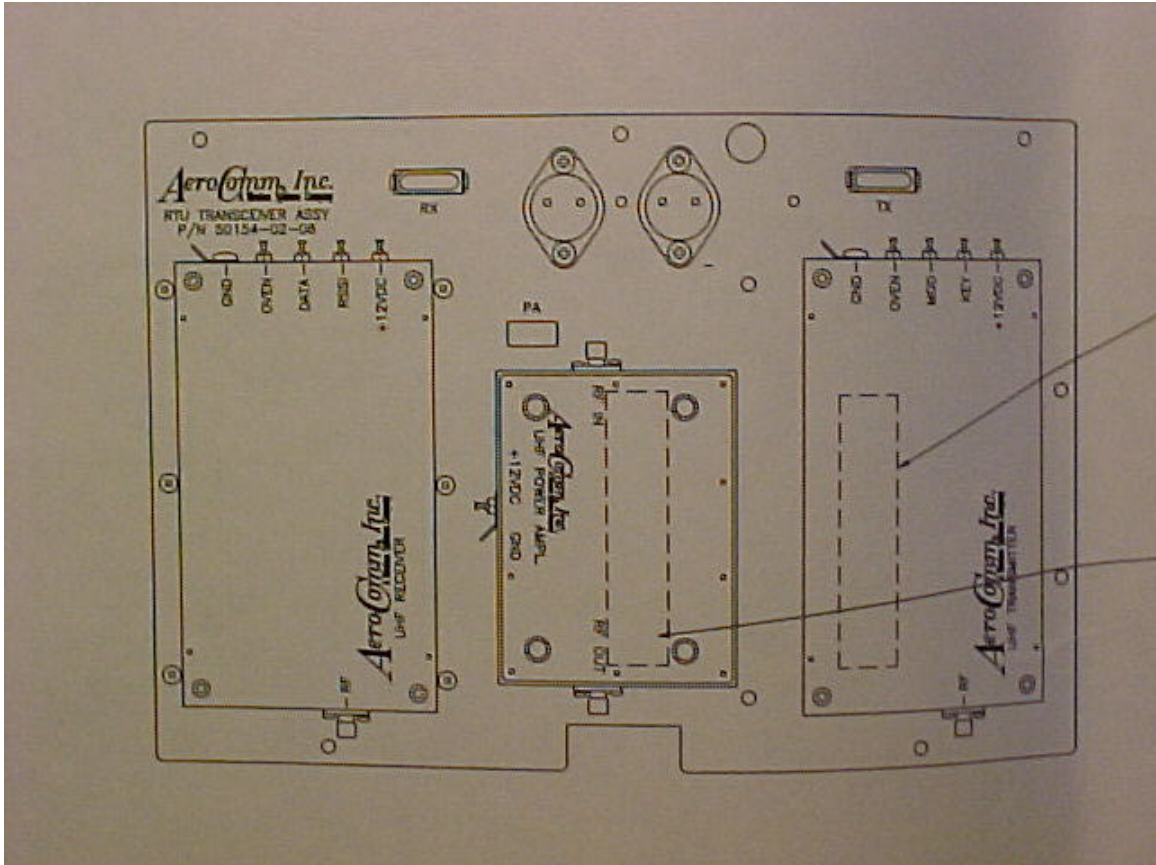 AeroComm, Inc.
RTU TRANSCEIVER ASSY
P/N 50154-02-08
RX
TX
GND
OVEN
DATA
RSSI
+12VDC
PA
GND
OVEN
KEY
+12VDC
RF IN
AeroComm, Inc.
UHF POWER AMPL.
+12VDC GND
RF OUT
AeroComm, Inc.
UHF RECEIVER
RF
AeroComm, Inc.
UHF TRANSMITTER
RF